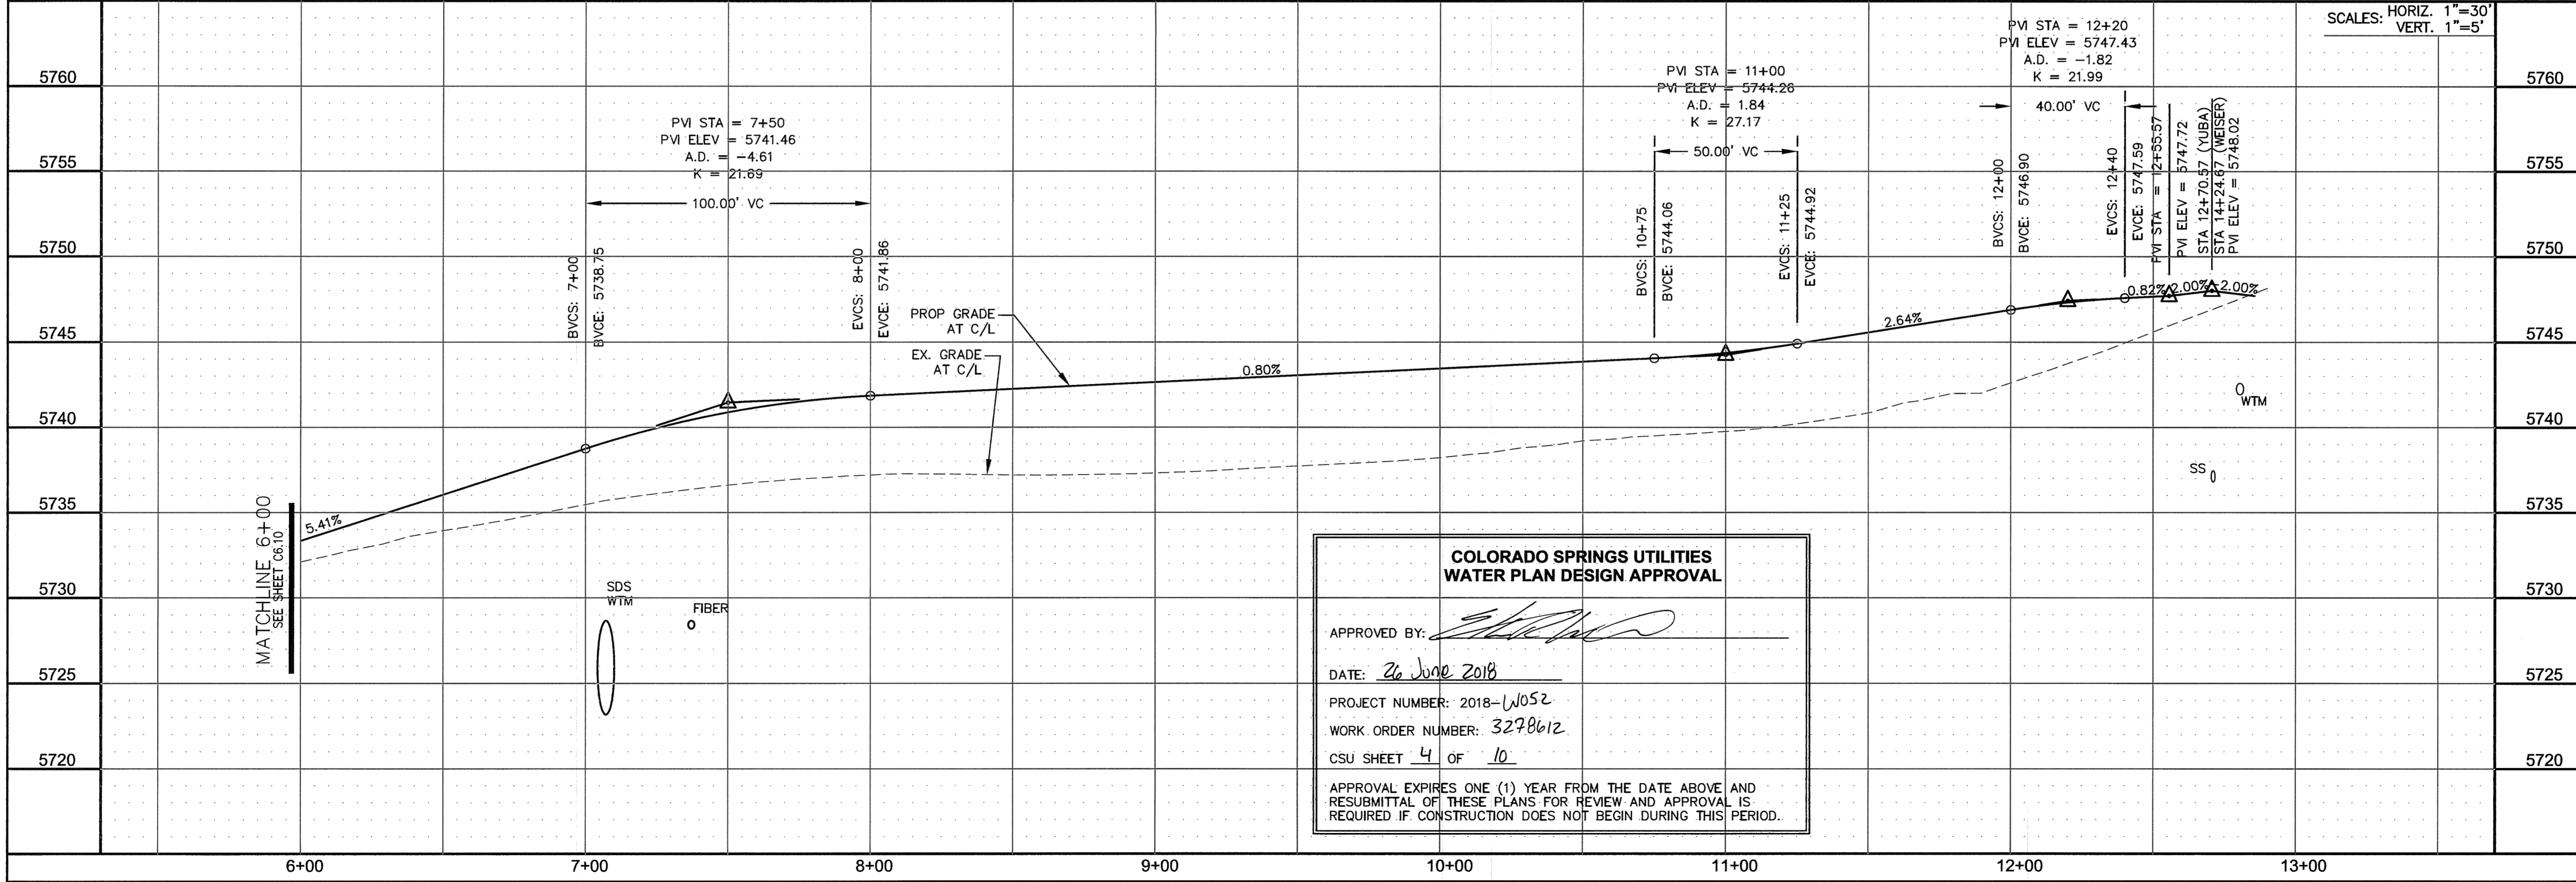 SCALES: HORIZ. 1"=30'
VERT. 1"=5'
PVI STA = 12+20
PVI ELEV = 5747.43
A.D. = -1.82
K = 21.99
40.00' VC
PVI STA = 11+00
PVI ELEV = 5744.26
A.D. = 1.84
K = 27.17
50.00' VC
PVI STA = 7+50
PVI ELEV = 5741.46
A.D. = -4.61
K = 21.69
100.00' VC
5760
5755
5750
5745
5740
5735
5730
5725
5720
5760
5755
5750
5745
5740
5735
5730
5725
5720
BVCS: 7+00
BVCE: 5738.75
EVCS: 8+00
EVCE: 5741.86
BVCS: 10+75
BVCE: 5744.06
EVCS: 11+25
EVCE: 5744.92
BVCS: 12+00
BVCE: 5746.90
EVCS: 12+40
EVCE: 5747.59
PVI STA = 12+55.57
PVI ELEV = 5747.72
STA 12+70.57 (YUBA)
STA 14+24.67 (WEISER)
PVI ELEV = 5748.02
PROP GRADE
AT C/L
EX. GRADE
AT C/L
5.41%
0.80%
2.64%
0.82%
2.00%
-2.00%
WTM
SS
MATCHLINE 6+00
SEE SHEET C6.10
SDS
WTM
FIBER
COLORADO SPRINGS UTILITIES
WATER PLAN DESIGN APPROVAL
APPROVED BY:
DATE: 26 June 2018
PROJECT NUMBER: 2018-W052
WORK ORDER NUMBER: 3278612
CSU SHEET 4 OF 10
APPROVAL EXPIRES ONE (1) YEAR FROM THE DATE ABOVE AND
RESUBMITTAL OF THESE PLANS FOR REVIEW AND APPROVAL IS
REQUIRED IF CONSTRUCTION DOES NOT BEGIN DURING THIS PERIOD.
6+00
7+00
8+00
9+00
10+00
11+00
12+00
13+00